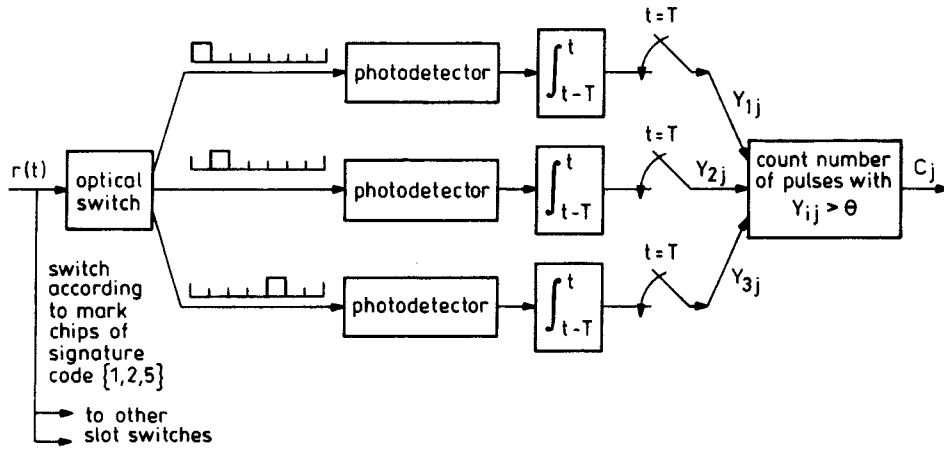 t=T
photodetector
∫ t
t-T
Y1j
r(t)
optical
switch
t=T
photodetector
∫ t
t-T
Y2j
count number
of pulses with
Yij > θ
Cj
switch
according
to mark
chips of
signature
code {1,2,5}
t=T
photodetector
∫ t
t-T
Y3j
to other
slot switches